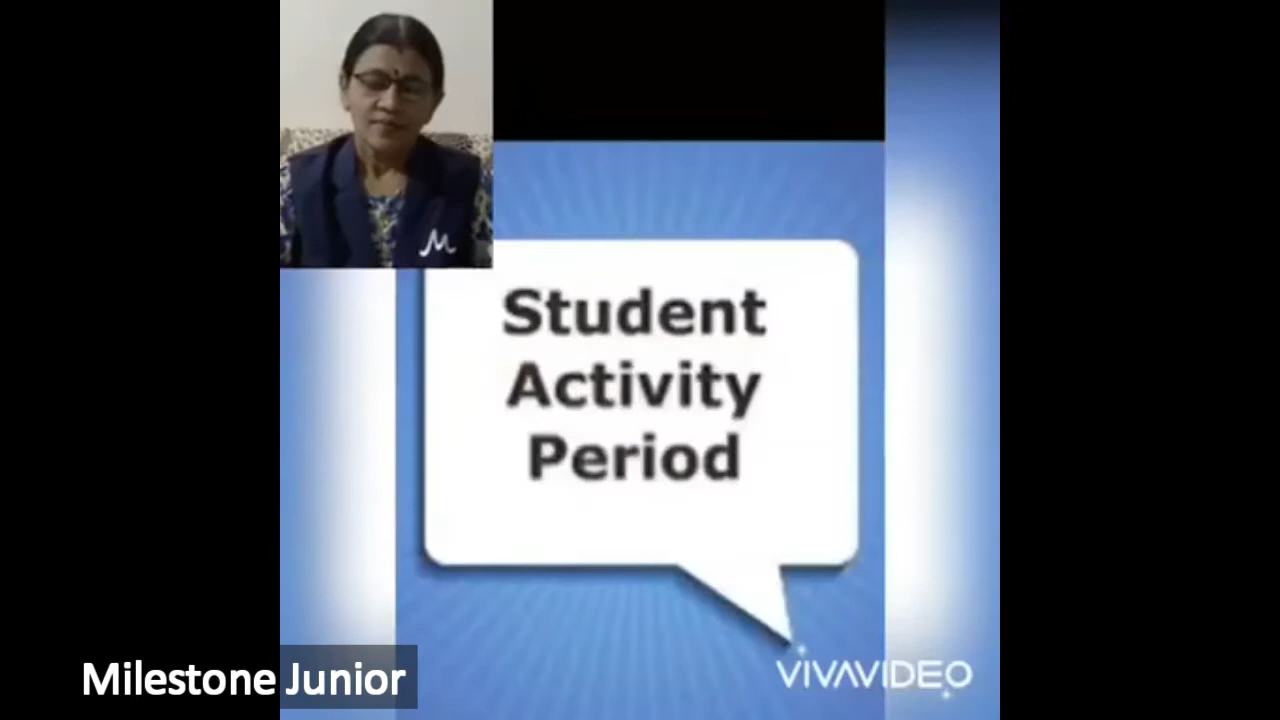 M
Student
Activity
Period
VIVAVIDEO
Milestone Junior